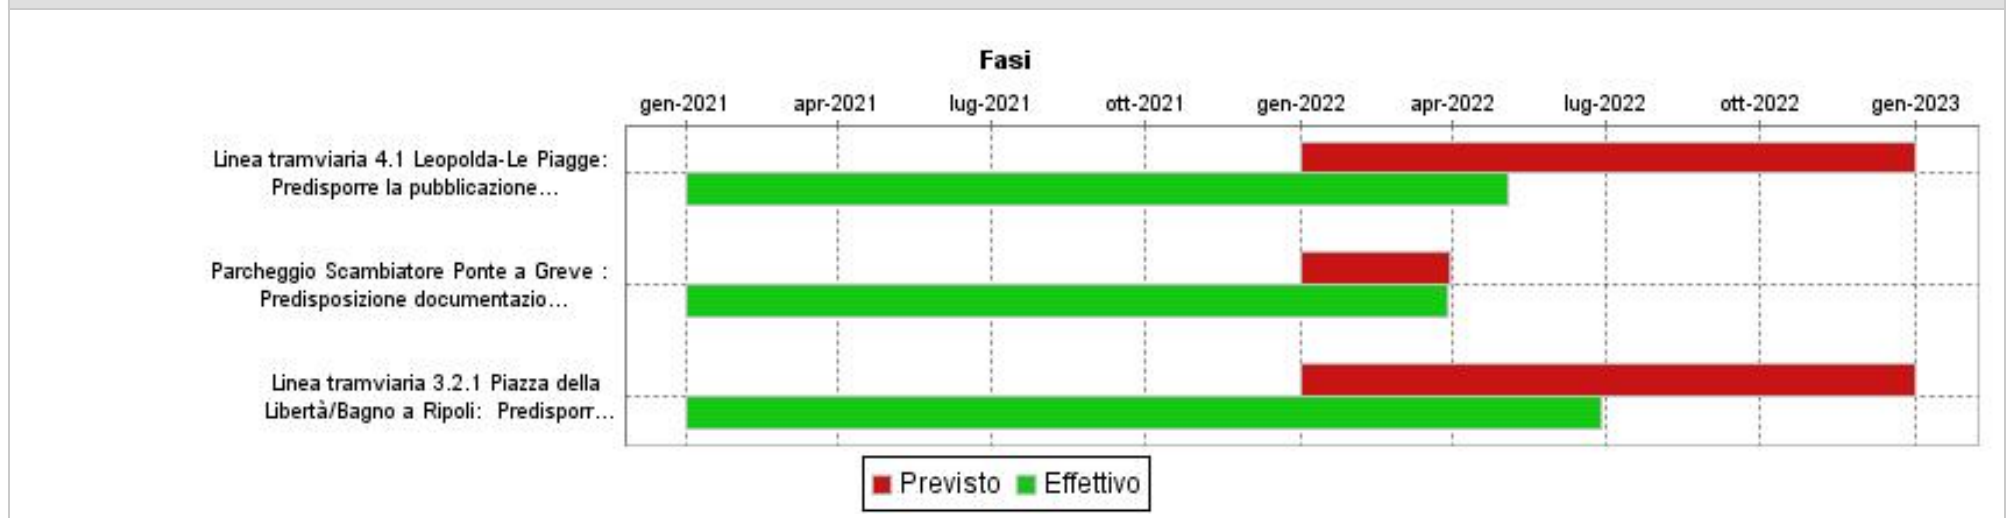 Fasi
gen-2021 apr-2021 lug-2021 ott-2021 gen-2022 apr-2022 lug-2022 ott-2022 gen-2023
Linea tramviaria 4.1 Leopolda-Le Piagge:
Predisporre la pubblicazione...
Parcheggio Scambiatore Ponte a Greve :
Predisposizione documentazio...
Linea tramviaria 3.2.1 Piazza della
Libertà/Bagno a Ripoli: Predisporr...
Previsto Effettivo